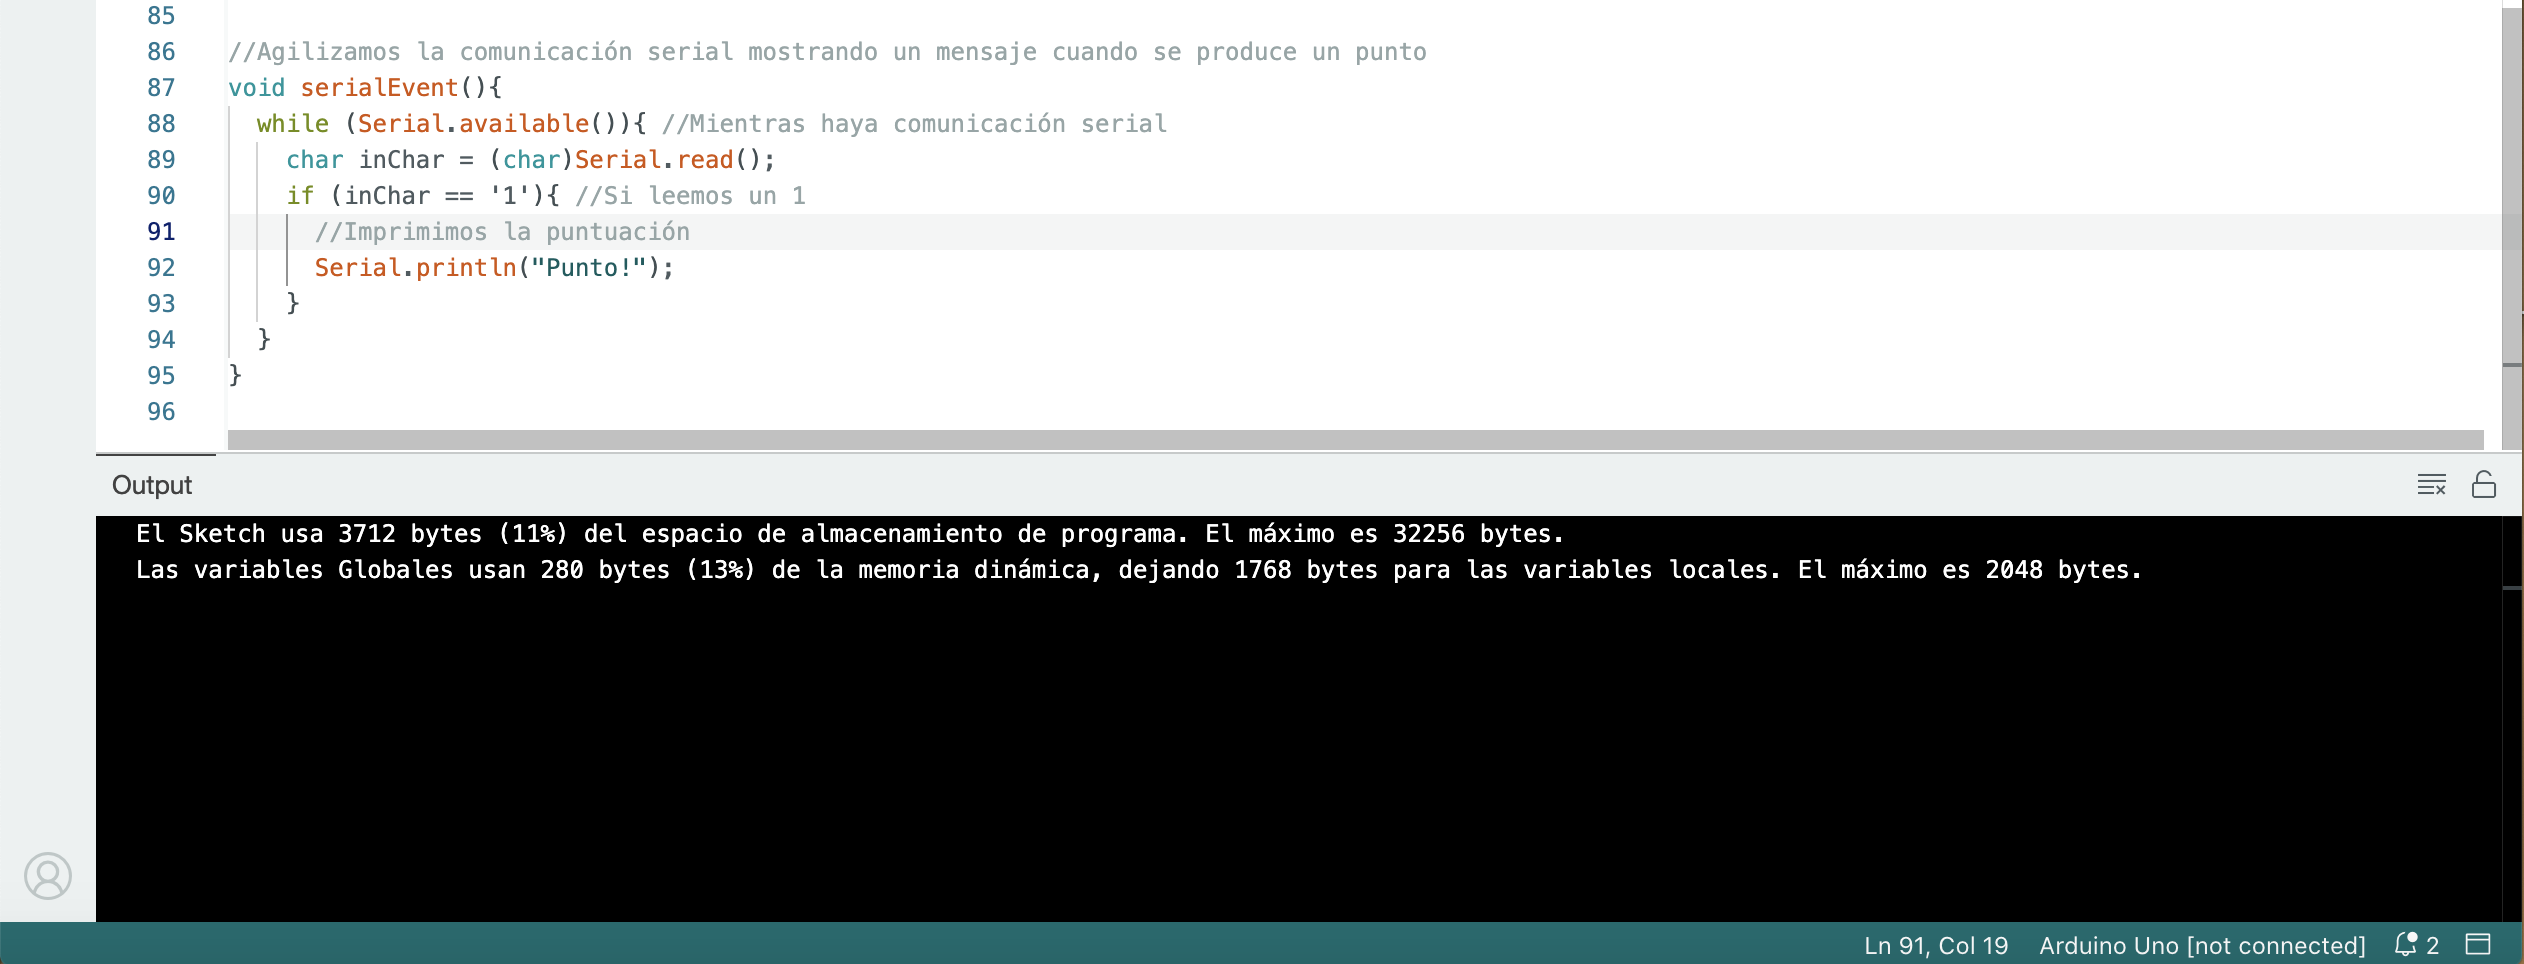 85
86 //Agilizamos la comunicación serial mostrando un mensaje cuando se produce un punto
87 void serialEvent(){
88   while (Serial.available()){ //Mientras haya comunicación serial
89     char inChar = (char)Serial.read();
90     if (inChar == '1'){ //Si leemos un 1
91       //Imprimimos la puntuación
92       Serial.println("Punto!");
93     }
94   }
95 }
96
Output
El Sketch usa 3712 bytes (11%) del espacio de almacenamiento de programa. El máximo es 32256 bytes.
Las variables Globales usan 280 bytes (13%) de la memoria dinámica, dejando 1768 bytes para las variables locales. El máximo es 2048 bytes.
Ln 91, Col 19 Arduino Uno [not connected] 2